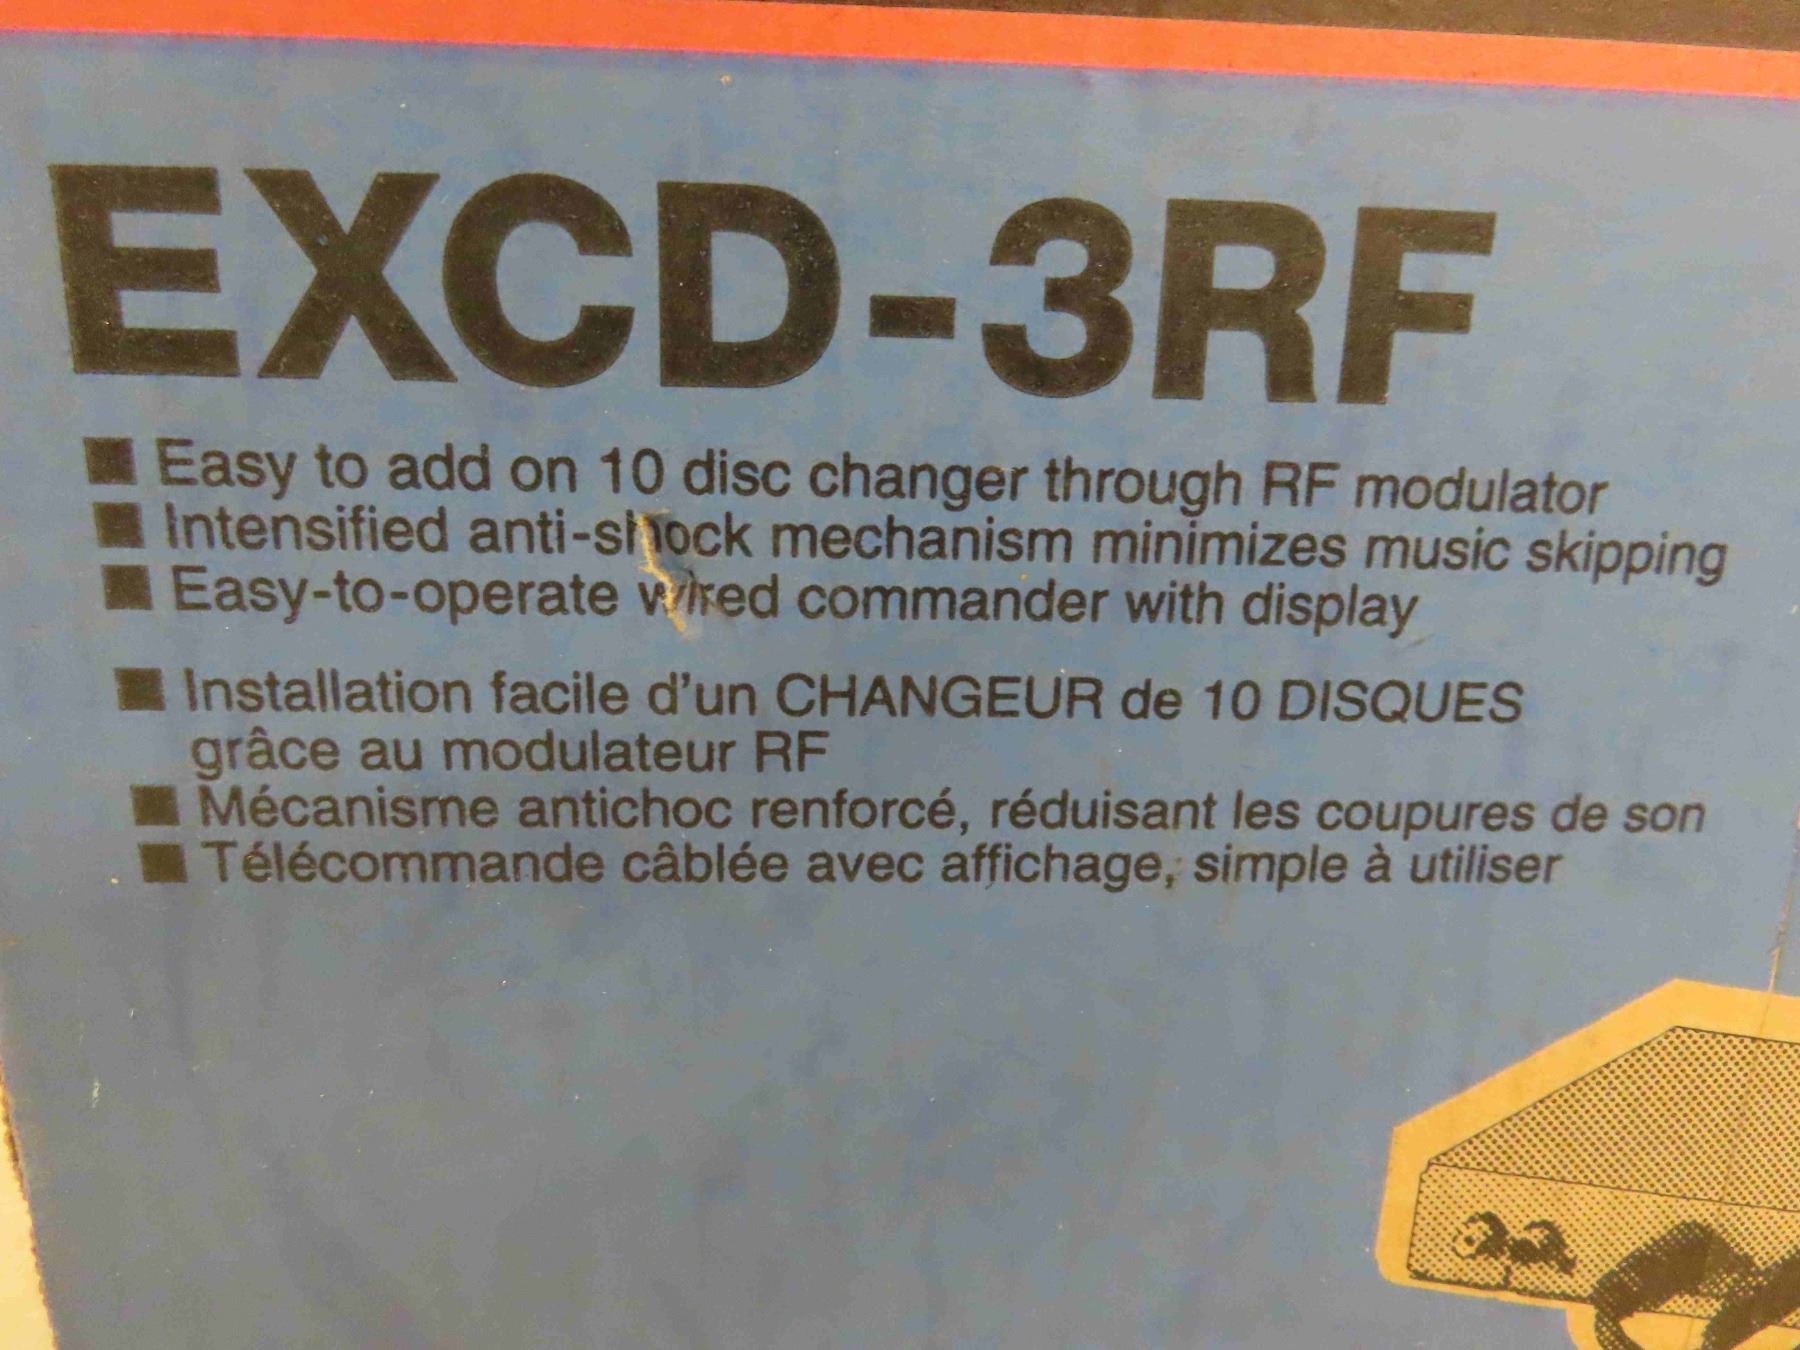 EXCD-3RF
■ Easy to add on 10 disc changer through RF modulator
■ Intensified anti-shock mechanism minimizes music skipping
■ Easy-to-operate wired commander with display
■ Installation facile d'un CHANGEUR de 10 DISQUES
grâce au modulateur RF
■ Mécanisme antichoc renforcé, réduisant les coupures de son
■ Télécommande câblée avec affichage, simple à utiliser